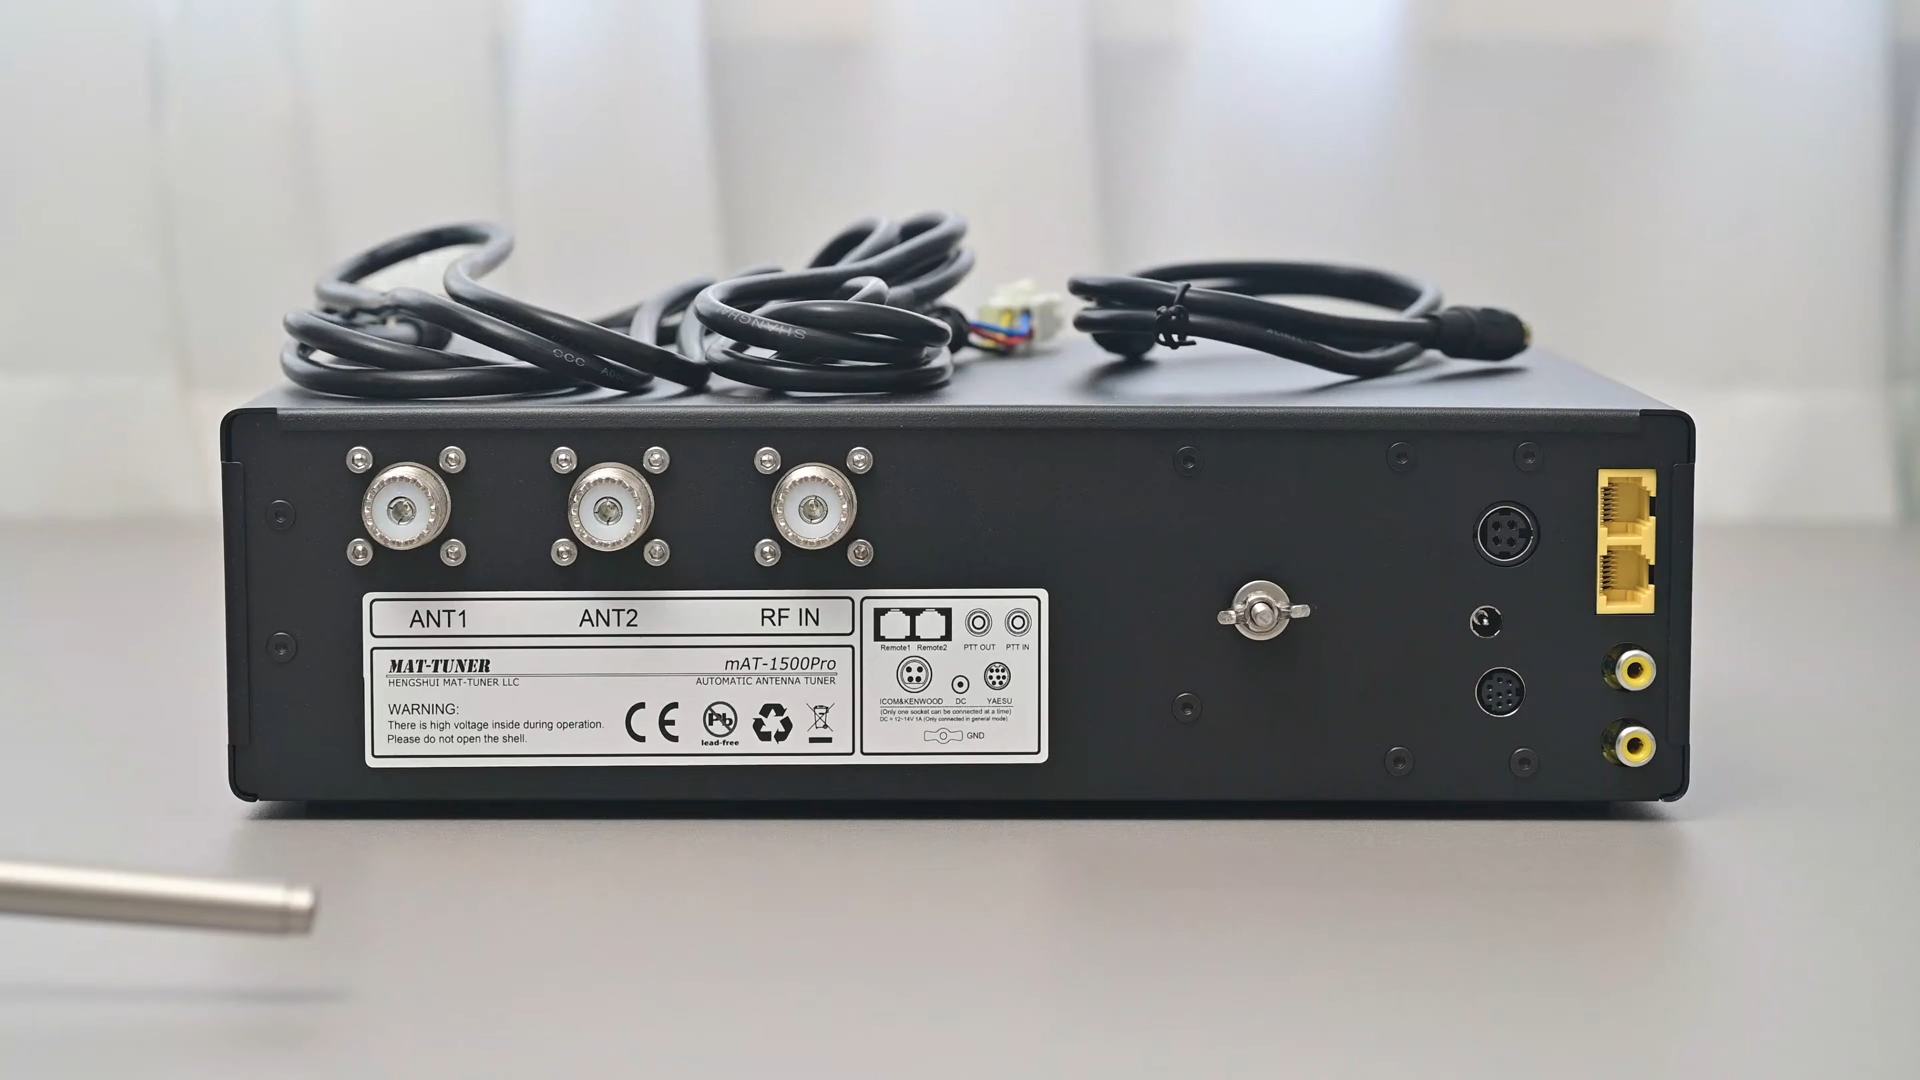 SHANGHAI
CCC
ANT1 ANT2 RF IN
MAT-TUNER mAT-1500Pro
HENGSHUI MAT-TUNER LLC AUTOMATIC ANTENNA TUNER
WARNING:
There is high voltage inside during operation.
Please do not open the shell.
CE
Pb
lead-free
Remote1 Remote2 PTT OUT PTT IN
ICOM&KENWOOD DC YAESU
(Only one socket can be connected at a time)
DC = 12~14V 1A (Only connected in general mode)
GND